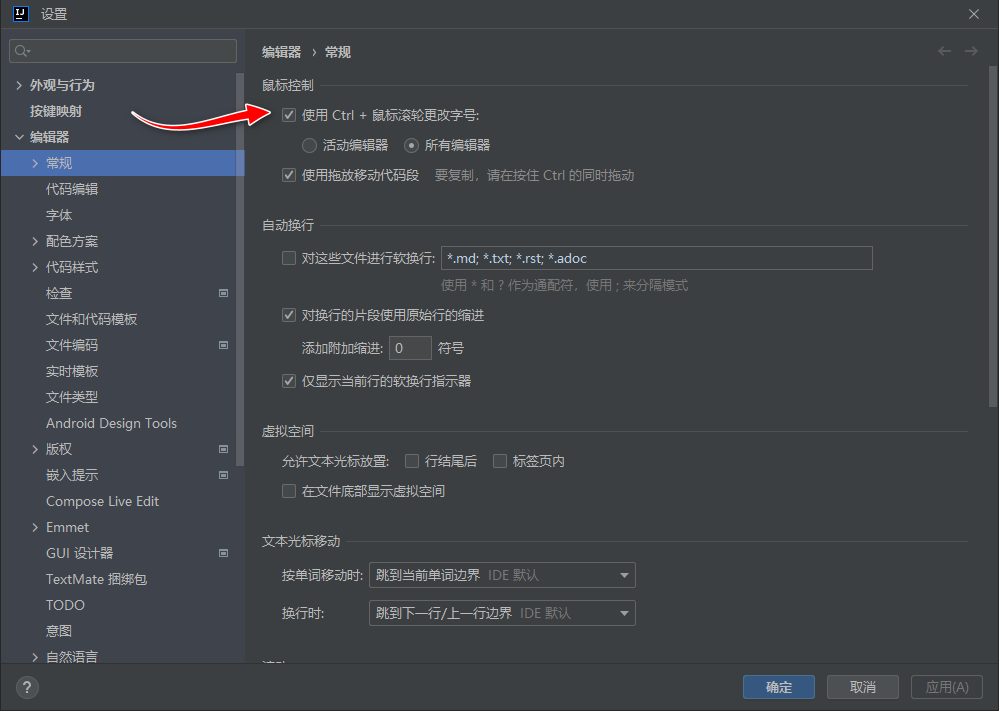 设置
外观与行为
按键映射
编辑器
常规
代码编辑
字体
配色方案
代码样式
检查
文件和代码模板
文件编码
实时模板
文件类型
Android Design Tools
版权
嵌入提示
Compose Live Edit
Emmet
GUI 设计器
TextMate 捆绑包
TODO
意图
自然语言
编辑器 › 常规
鼠标控制
使用 Ctrl + 鼠标滚轮更改字号:
活动编辑器 所有编辑器
使用拖放移动代码段 要复制，请在按住 Ctrl 的同时拖动
自动换行
对这些文件进行软换行: *.md; *.txt; *.rst; *.adoc
使用 * 和 ? 作为通配符，使用 ; 来分隔模式
对换行的片段使用原始行的缩进
添加附加缩进: 0 符号
仅显示当前行的软换行指示器
虚拟空间
允许文本光标放置: 行结尾后 标签页内
在文件底部显示虚拟空间
文本光标移动
按单词移动时: 跳到当前单词边界 IDE 默认
换行时: 跳到下一行/上一行边界 IDE 默认
? 确定 取消 应用(A)